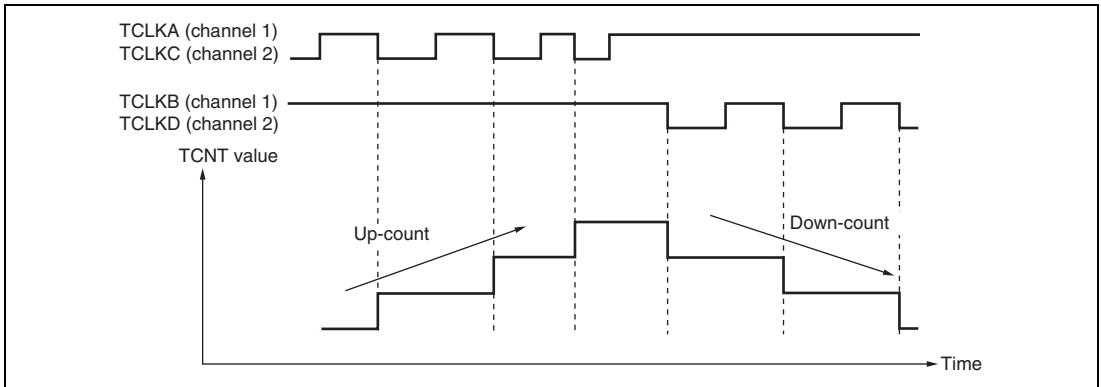 TCLKA (channel 1)
TCLKC (channel 2)
TCLKB (channel 1)
TCLKD (channel 2)
TCNT value
Up-count
Down-count
Time